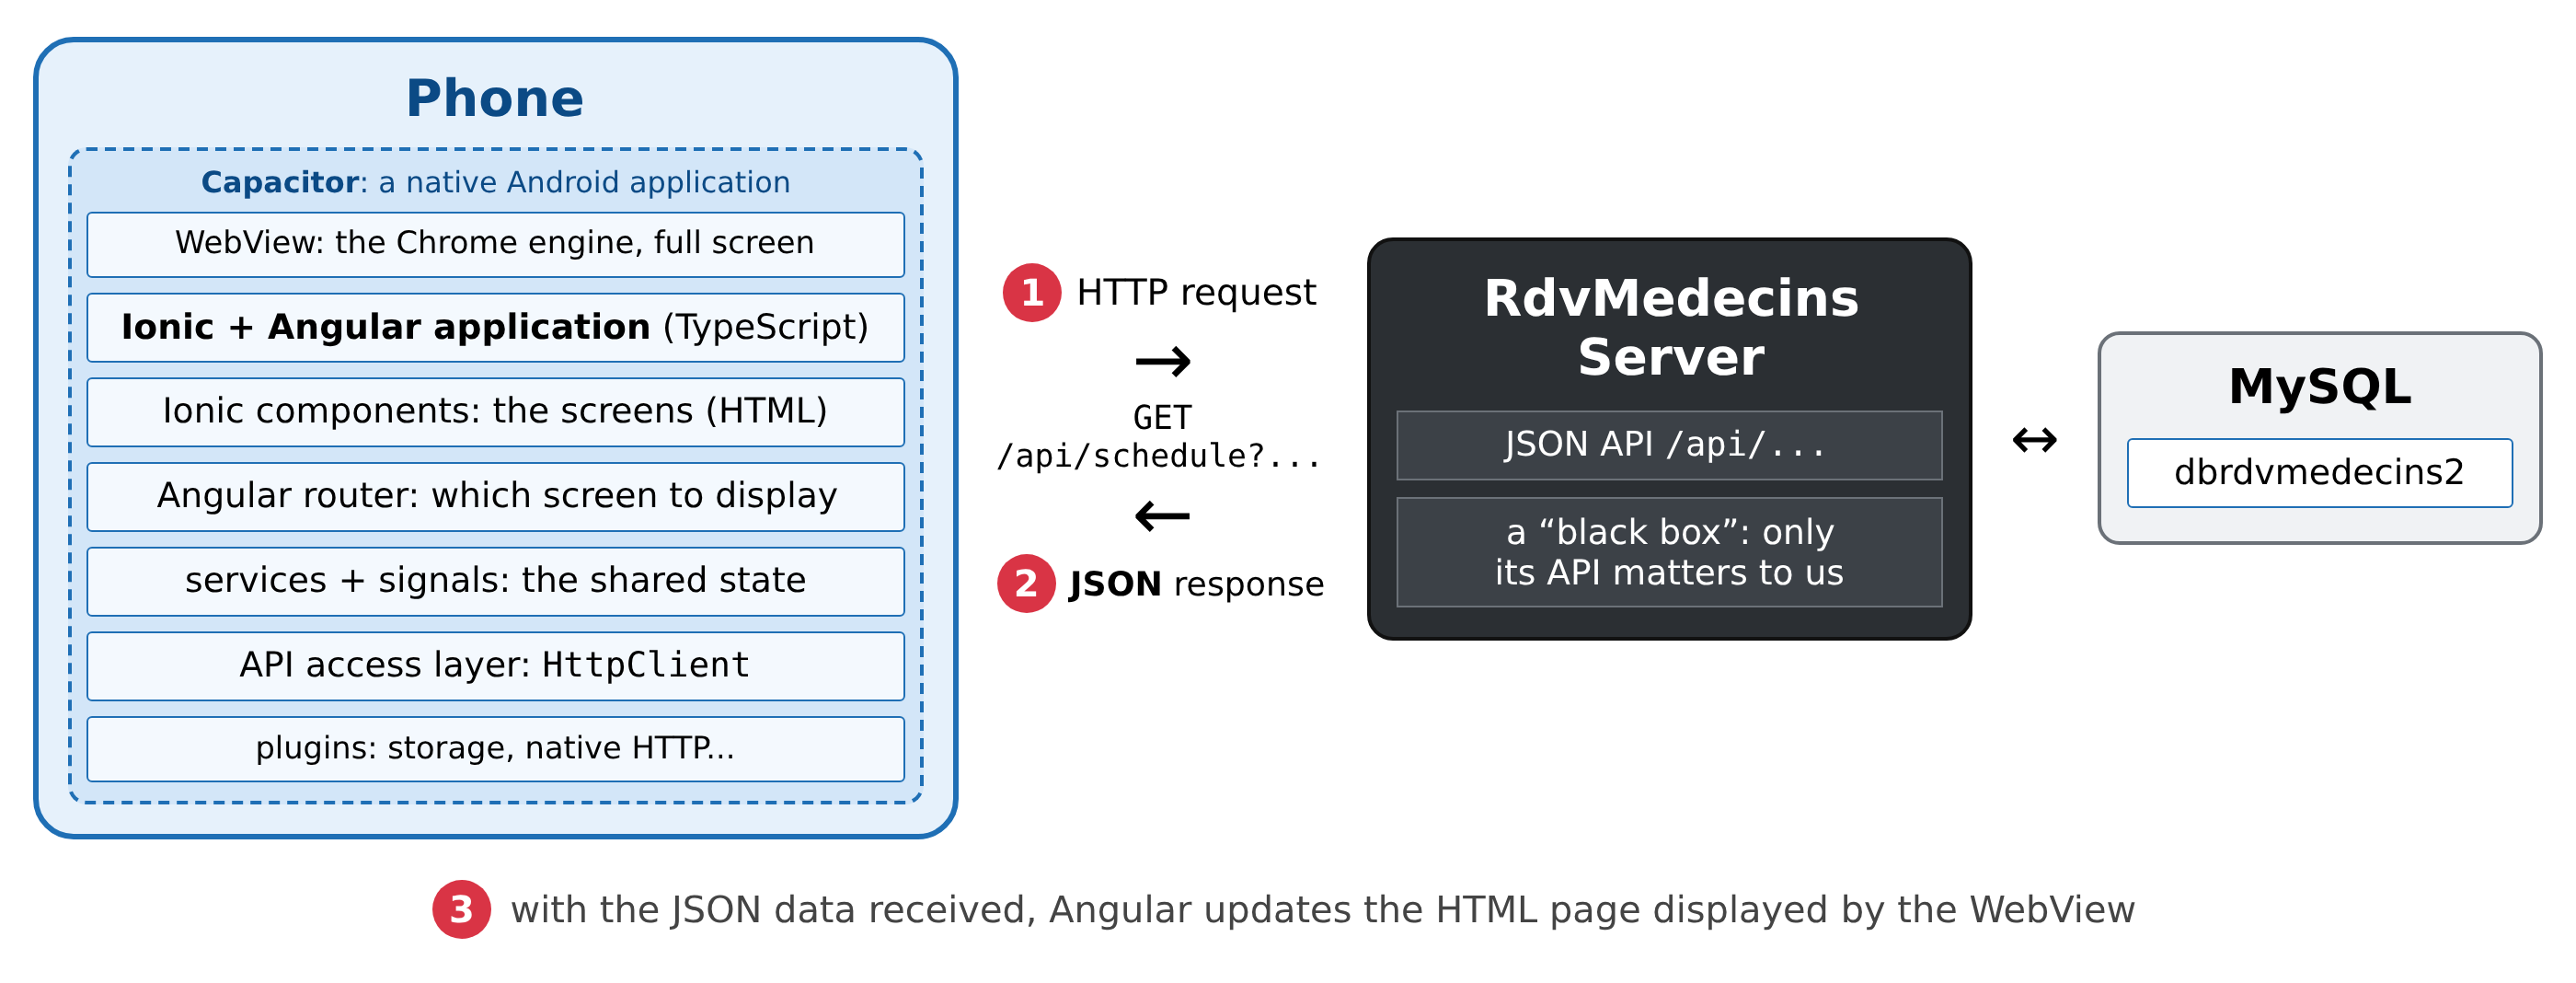 Phone
Capacitor: a native Android application
WebView: the Chrome engine, full screen
Ionic + Angular application (TypeScript)
Ionic components: the screens (HTML)
Angular router: which screen to display
services + signals: the shared state
API access layer: HttpClient
plugins: storage, native HTTP...
1 HTTP request
→
GET
/api/schedule?...
←
2 JSON response
RdvMedecins
Server
JSON API /api/...
a “black box”: only
its API matters to us
↔
MySQL
dbrdvmedecins2
3 with the JSON data received, Angular updates the HTML page displayed by the WebView